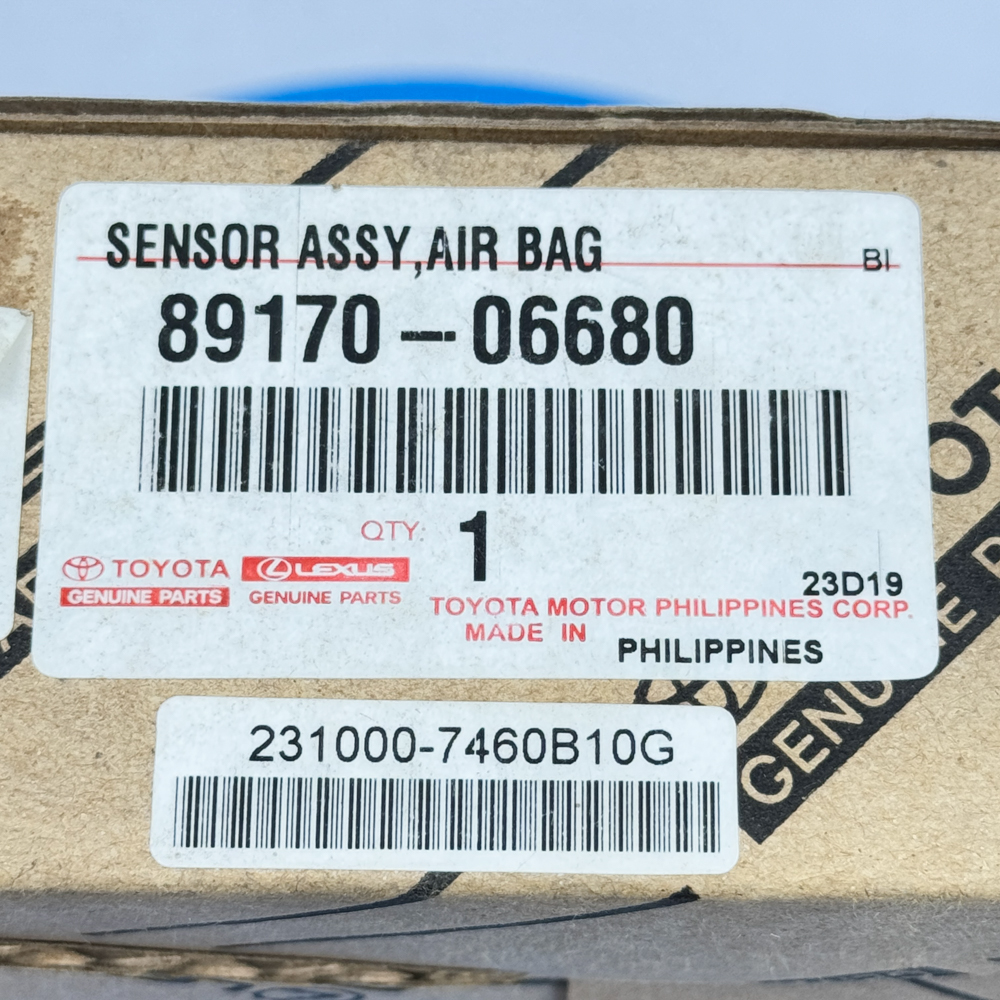 SENSOR ASSY,AIR BAG BI
89170-06680
QTY. 1
TOYOTA LEXUS
GENUINE PARTS GENUINE PARTS
23D19
TOYOTA MOTOR PHILIPPINES CORP.
MADE IN PHILIPPINES
231000-7460B10G
GENUINE